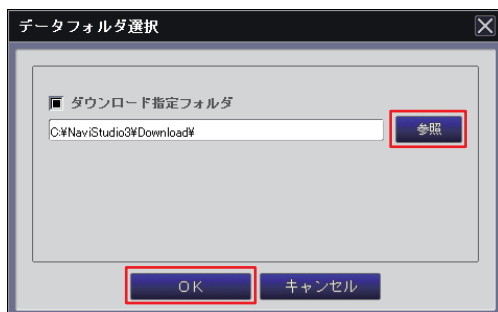 データフォルダ選択
ダウンロード指定フォルダ
C:¥NaviStudio3¥Download¥
参照
OK
キャンセル